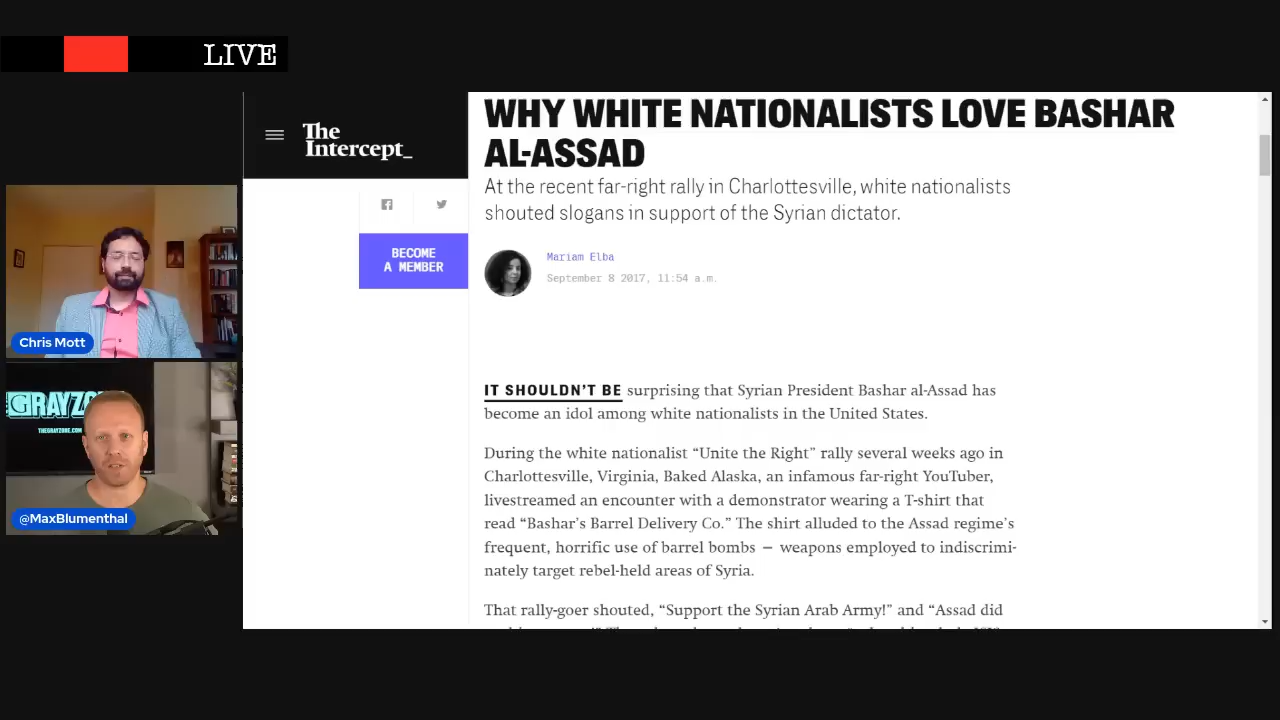 LIVE
The
Intercept_
WHY WHITE NATIONALISTS LOVE BASHAR
AL-ASSAD
At the recent far-right rally in Charlottesville, white nationalists
shouted slogans in support of the Syrian dictator.
BECOME
A MEMBER
Mariam Elba
September 8 2017, 11:54 a.m.
Chris Mott
GRAYZO
THEGRAYZONE.COM
@MaxBlumenthal
IT SHOULDN'T BE surprising that Syrian President Bashar al-Assad has
become an idol among white nationalists in the United States.
During the white nationalist “Unite the Right” rally several weeks ago in
Charlottesville, Virginia, Baked Alaska, an infamous far-right YouTuber,
livestreamed an encounter with a demonstrator wearing a T-shirt that
read “Bashar’s Barrel Delivery Co.” The shirt alluded to the Assad regime’s
frequent, horrific use of barrel bombs — weapons employed to indiscrimi-
nately target rebel-held areas of Syria.
That rally-goer shouted, “Support the Syrian Arab Army!” and “Assad did